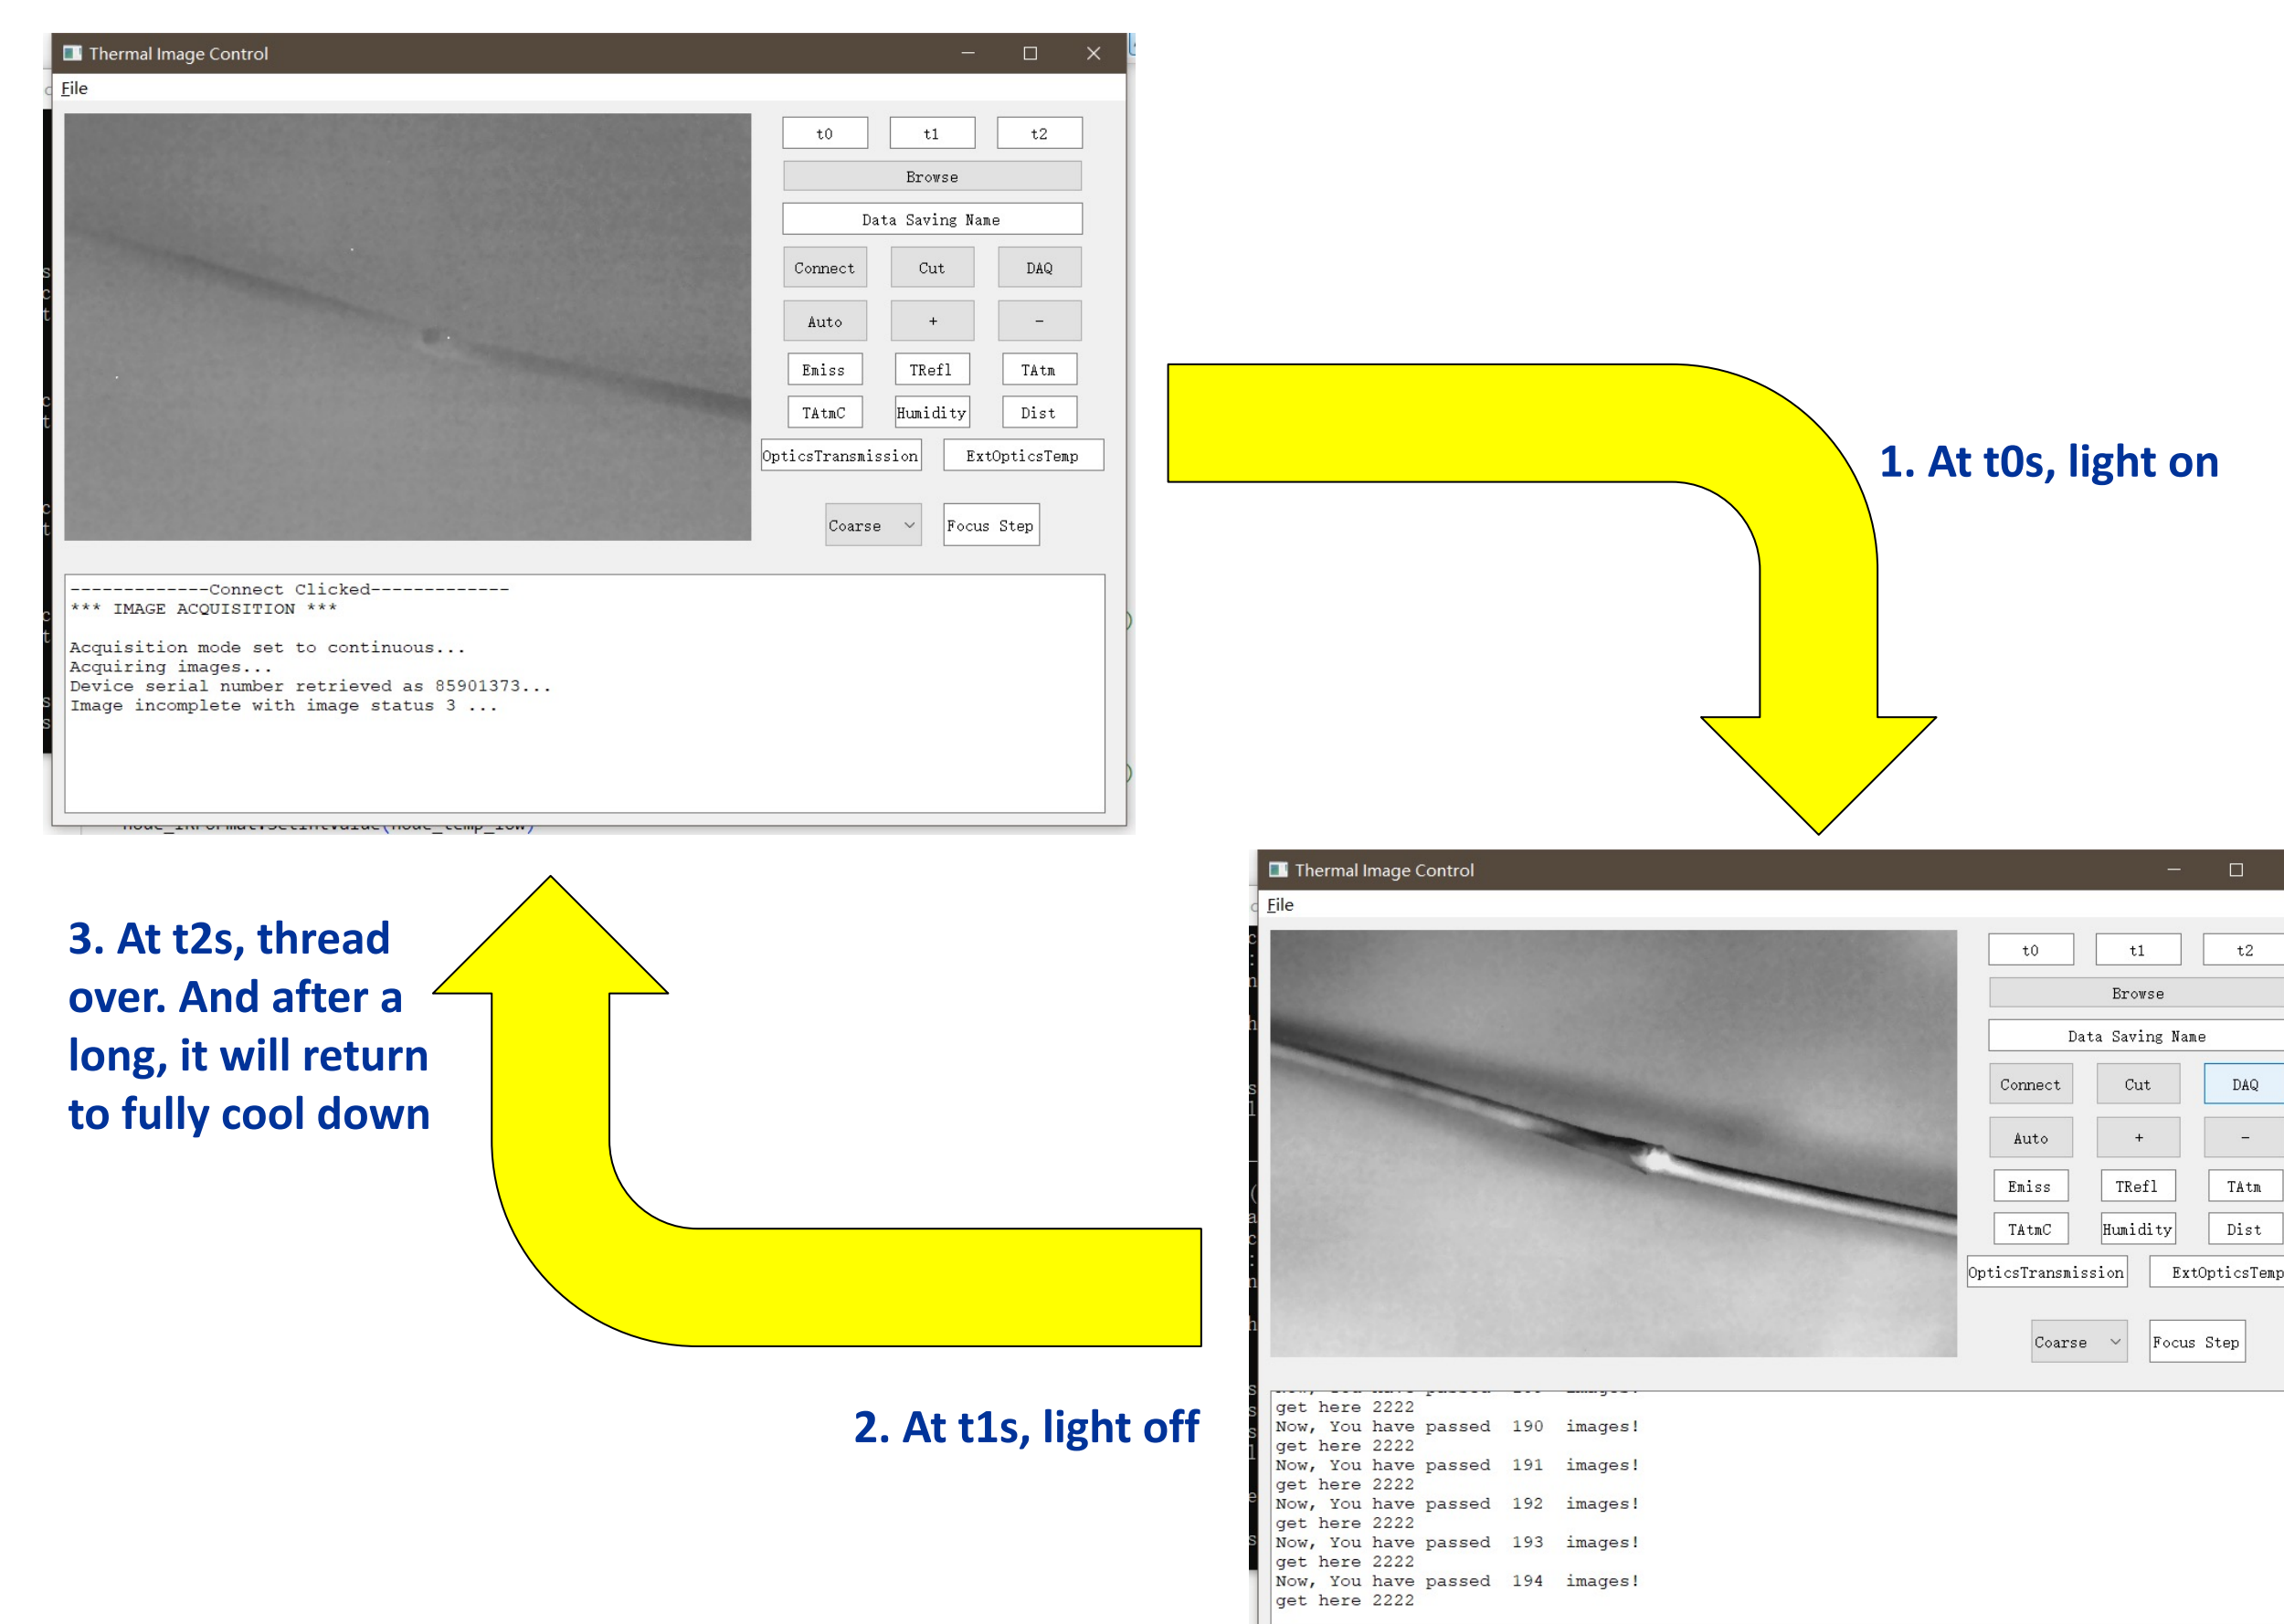 Thermal Image Control
File
t0 t1 t2
Browse
Data Saving Name
Connect Cut DAQ
Auto + -
Emiss TRefl TAtm
TAtmC Humidity Dist
OpticsTransmission ExtOpticsTemp
Coarse Focus Step
-------------Connect Clicked-------------
*** IMAGE ACQUISITION ***
Acquisition mode set to continuous...
Acquiring images...
Device serial number retrieved as 85901373...
Image incomplete with image status 3 ...
1. At t0s, light on
Thermal Image Control
File
t0 t1 t2
Browse
Data Saving Name
Connect Cut DAQ
Auto + -
Emiss TRefl TAtm
TAtmC Humidity Dist
OpticsTransmission ExtOpticsTemp
Coarse Focus Step
get here 2222
Now, You have passed 190 images!
get here 2222
Now, You have passed 191 images!
get here 2222
Now, You have passed 192 images!
get here 2222
Now, You have passed 193 images!
get here 2222
Now, You have passed 194 images!
get here 2222
2. At t1s, light off
3. At t2s, thread
over. And after a
long, it will return
to fully cool down